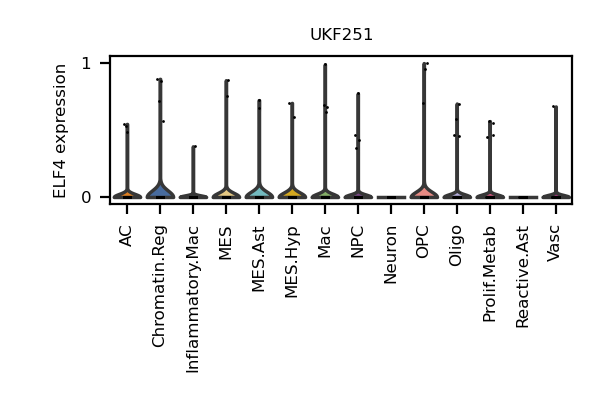 UKF251
ELF4 expression
1
0
AC
Chromatin.Reg
Inflammatory.Mac
MES
MES.Ast
MES.Hyp
Mac
NPC
Neuron
OPC
Oligo
Prolif.Metab
Reactive.Ast
Vasc